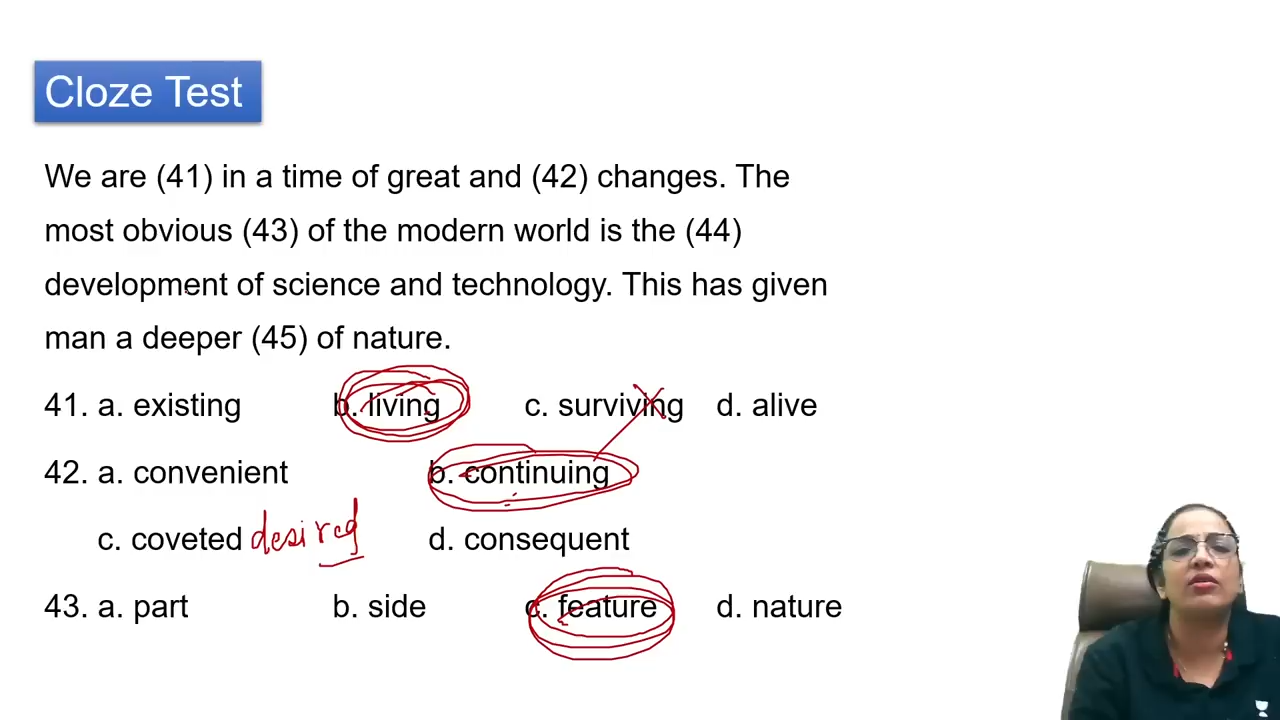 Cloze Test
We are (41) in a time of great and (42) changes. The
most obvious (43) of the modern world is the (44)
development of science and technology. This has given
man a deeper (45) of nature.
41. a. existing b. living c. surviving d. alive
42. a. convenient b. continuing
c. coveted desired d. consequent
43. a. part b. side c. feature d. nature